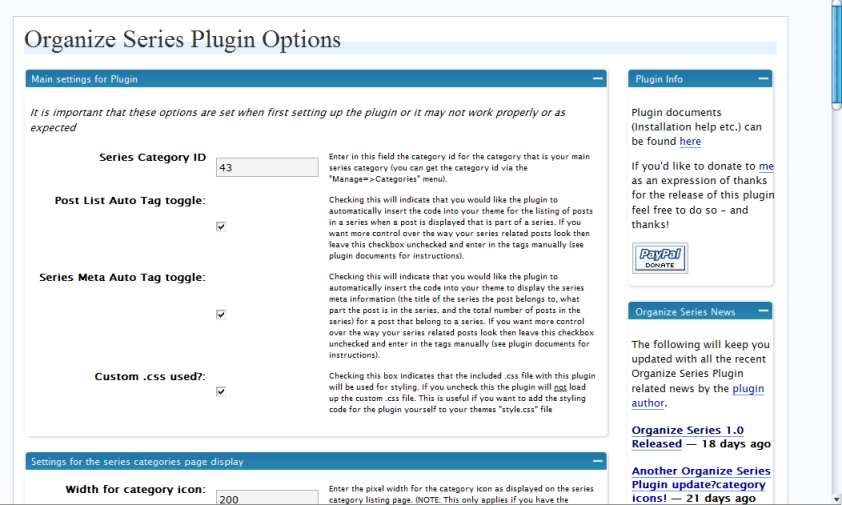 Organize Series Plugin Options
Main settings for Plugin
It is important that these options are set when first setting up the plugin or it may not work properly or as
expected
Series Category ID
43
Enter in this field the category id for the category that is your main
series category (you can get the category id via the
"Manage=>Categories" menu).
Post List Auto Tag toggle:
Checking this will indicate that you would like the plugin to
automatically insert the code into your theme for the listing of posts
in a series when a post is displayed that is part of a series. If you
want more control over the way your series related posts look then
leave this checkbox unchecked and enter in the tags manually (see
plugin documents for instructions).
Series Meta Auto Tag toggle:
Checking this will indicate that you would like the plugin to
automatically insert the code into your theme to display the series
meta information (the title of the series the post belongs to, what
part the post is in the series, and the total number of posts in the
series) for a post that belong to a series. If you want more control
over the way your series related posts look then leave this checkbox
unchecked and enter in the tags manually (see plugin documents for
instructions).
Custom .css used?:
Checking this box indicates that the included .css file with this plugin
will be used for styling. If you uncheck this the plugin will not load
up the custom .css file. This is useful if you want to add the styling
code for the plugin yourself to your themes "style.css" file
Settings for the series categories page display
Width for category icon:
200
Enter the pixel width for the category icon as displayed on the series
category listing page. (NOTE: This only applies if you have the
Plugin Info
Plugin documents
(Installation help etc.) can
be found here
If you'd like to donate to me
as an expression of thanks
for the release of this plugin
feel free to do so – and
thanks!
PayPal
DONATE
Organize Series News
The following will keep you
updated with all the recent
Organize Series Plugin
related news by the plugin
author.
Organize Series 1.0
Released — 18 days ago
Another Organize Series
Plugin update?category
icons! — 21 days ago